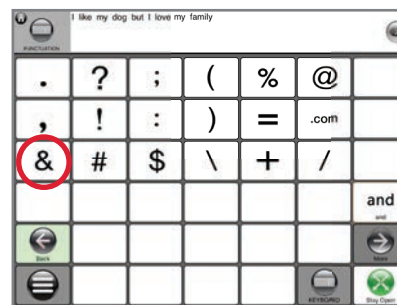 I like my dog but I love my family
PUNCTUATION
. ? ; ( % @
, ! : ) = .com
& # $ \ + /
and
and
Back
More
KEYBOARD
Stay Open